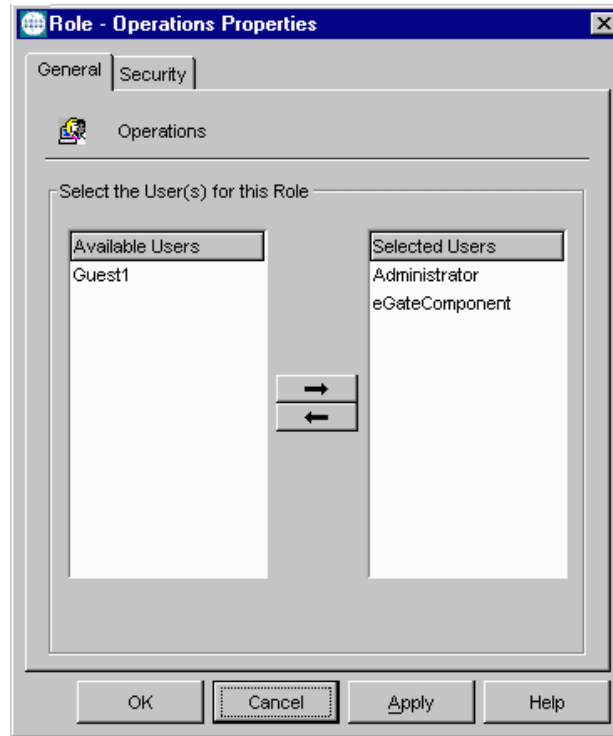 Role - Operations Properties
General
Security
Operations
Select the User(s) for this Role
Available Users
Guest1
Selected Users
Administrator
eGateComponent
OK
Cancel
Apply
Help